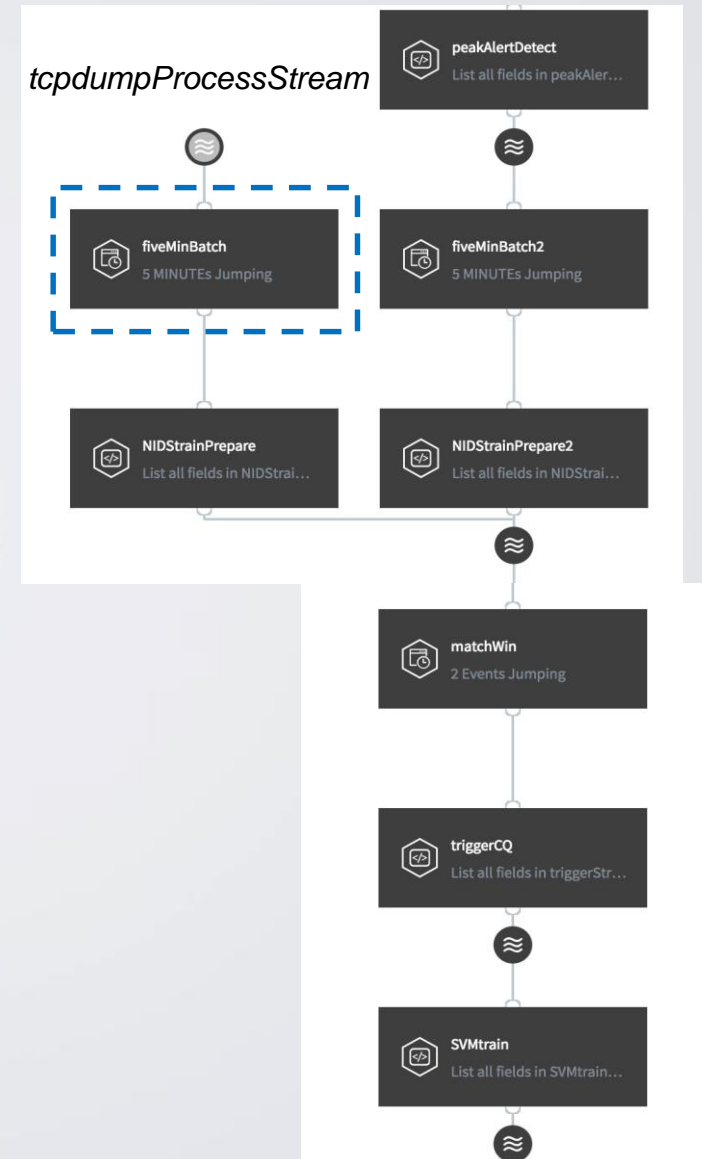 peakAlertDetect
List all fields in peakAler...
tcpdumpProcessStream
fiveMinBatch
5 MINUTEs Jumping
fiveMinBatch2
5 MINUTEs Jumping
NIDStrainPrepare
List all fields in NIDStrai...
NIDStrainPrepare2
List all fields in NIDStrai...
matchWin
2 Events Jumping
triggerCQ
List all fields in triggerStr...
SVMtrain
List all fields in SVMtrain...